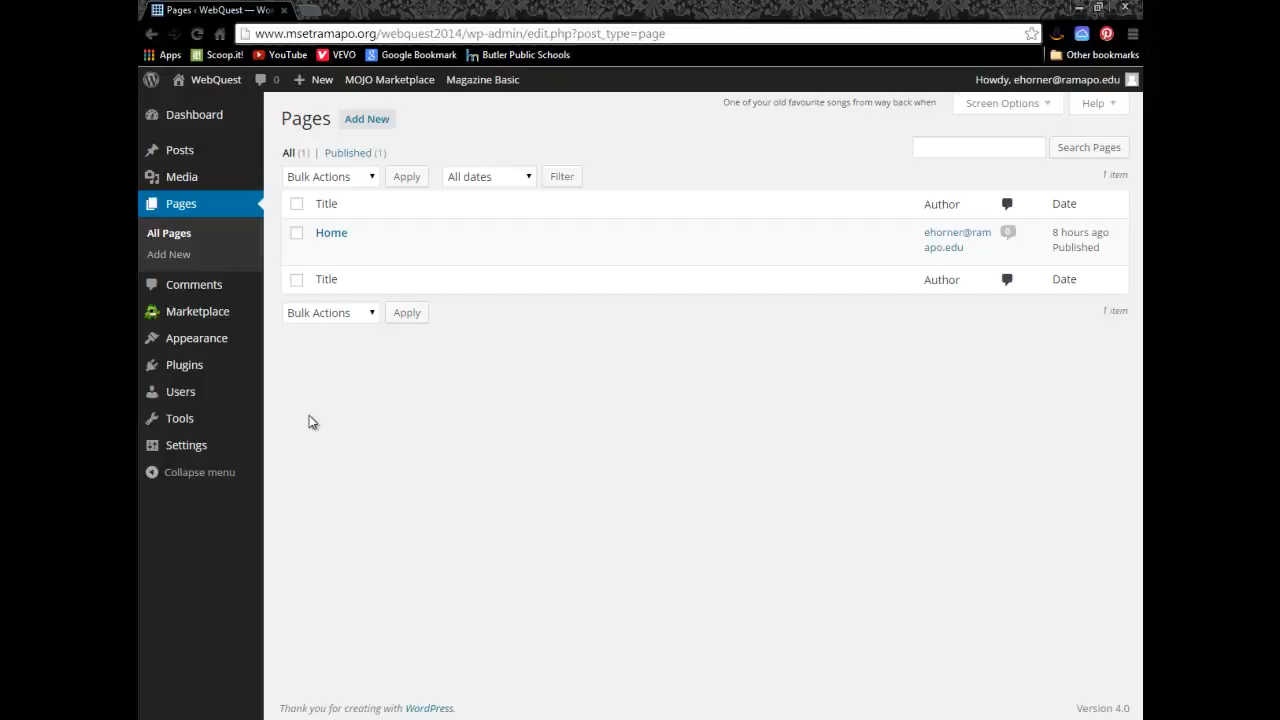 Pages ‹ WebQuest — Wo
www.msetramapo.org/webquest2014/wp-admin/edit.php?post_type=page
Apps Scoop.it! YouTube VEVO Google Bookmark Butler Public Schools Other bookmarks
WebQuest 0 New MOJO Marketplace Magazine Basic Howdy, ehorner@ramapo.edu
One of your old favourite songs from way back when Screen Options Help
Dashboard
Posts
Media
Pages
All Pages
Add New
Comments
Marketplace
Appearance
Plugins
Users
Tools
Settings
Collapse menu
Pages Add New
All (1) | Published (1)
Search Pages
Bulk Actions Apply All dates Filter 1 item
Title Author Date
Home ehorner@ram 0 8 hours ago
apo.edu Published
Title Author Date
Bulk Actions Apply 1 item
Thank you for creating with WordPress. Version 4.0